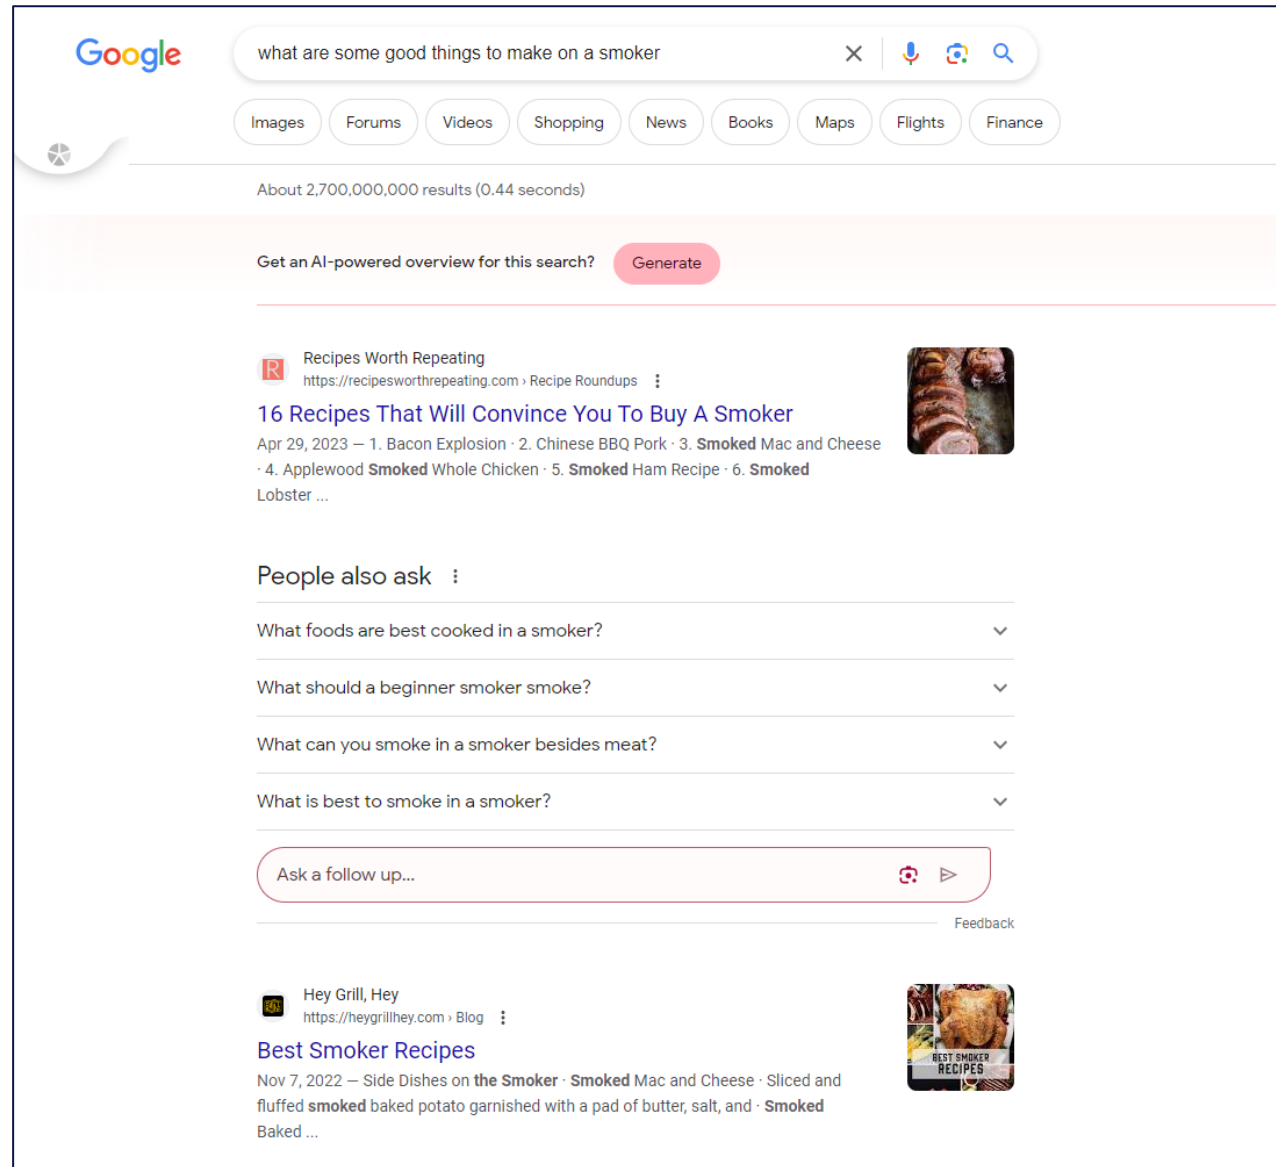 Google
what are some good things to make on a smoker
Images Forums Videos Shopping News Books Maps Flights Finance
About 2,700,000,000 results (0.44 seconds)
Get an AI-powered overview for this search? Generate
R
Recipes Worth Repeating
https://recipesworthrepeating.com › Recipe Roundups
16 Recipes That Will Convince You To Buy A Smoker
Apr 29, 2023 — 1. Bacon Explosion · 2. Chinese BBQ Pork · 3. Smoked Mac and Cheese
· 4. Applewood Smoked Whole Chicken · 5. Smoked Ham Recipe · 6. Smoked
Lobster ...
People also ask
What foods are best cooked in a smoker?
What should a beginner smoker smoke?
What can you smoke in a smoker besides meat?
What is best to smoke in a smoker?
Ask a follow up...
Feedback
Hey Grill, Hey
https://heygrillhey.com › Blog
Best Smoker Recipes
Nov 7, 2022 — Side Dishes on the Smoker · Smoked Mac and Cheese · Sliced and
fluffed smoked baked potato garnished with a pad of butter, salt, and · Smoked
Baked ...
BEST SMOKER
RECIPES